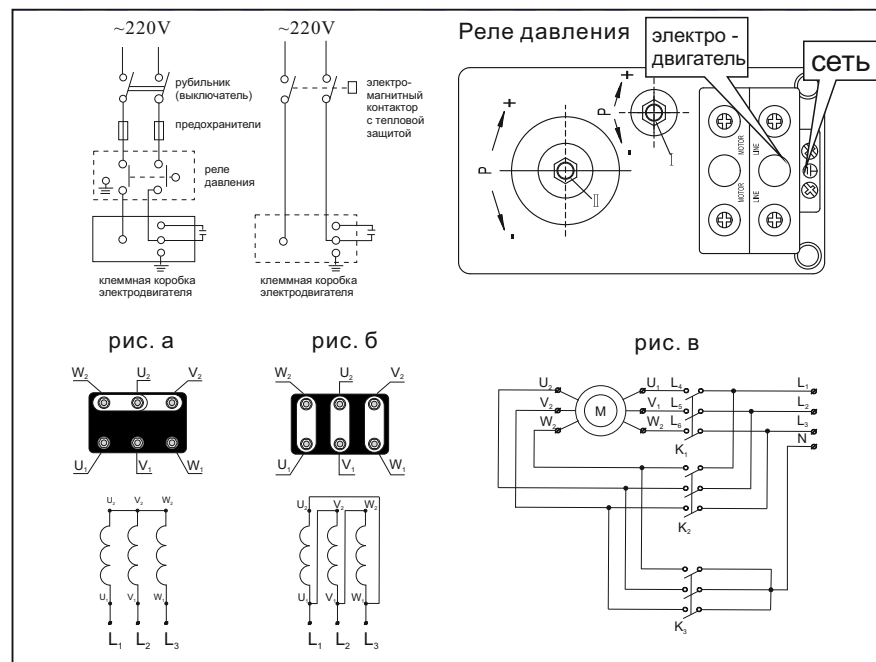 ~220V
~220V
рубильник
(выключатель)
предохранители
реле
давления
клеммная коробка
электродвигателя
электро-
магнитный
контактор
с тепловой
защитой
клеммная коробка
электродвигателя
Реле давления
электро -
двигатель
сеть
+
P
-
II
+
P
-
I
MOTOR
LINE
MOTOR
LINE
рис. а
W₂ U₂ V₂
U₁ V₁ W₁
U₂ V₂ W₂
U₁ V₁ W₁
L₁ L₂ L₃
рис. б
W₂ U₂ V₂
U₁ V₁ W₁
U₂ V₂ W₂
U₁ V₁ W₁
L₁ L₂ L₃
рис. в
U₂ U₁ L₄ L₁
V₂ M V₁ L₅ L₂
W₂ W₂ L₆ L₃
K₁ N
K₂
K₃